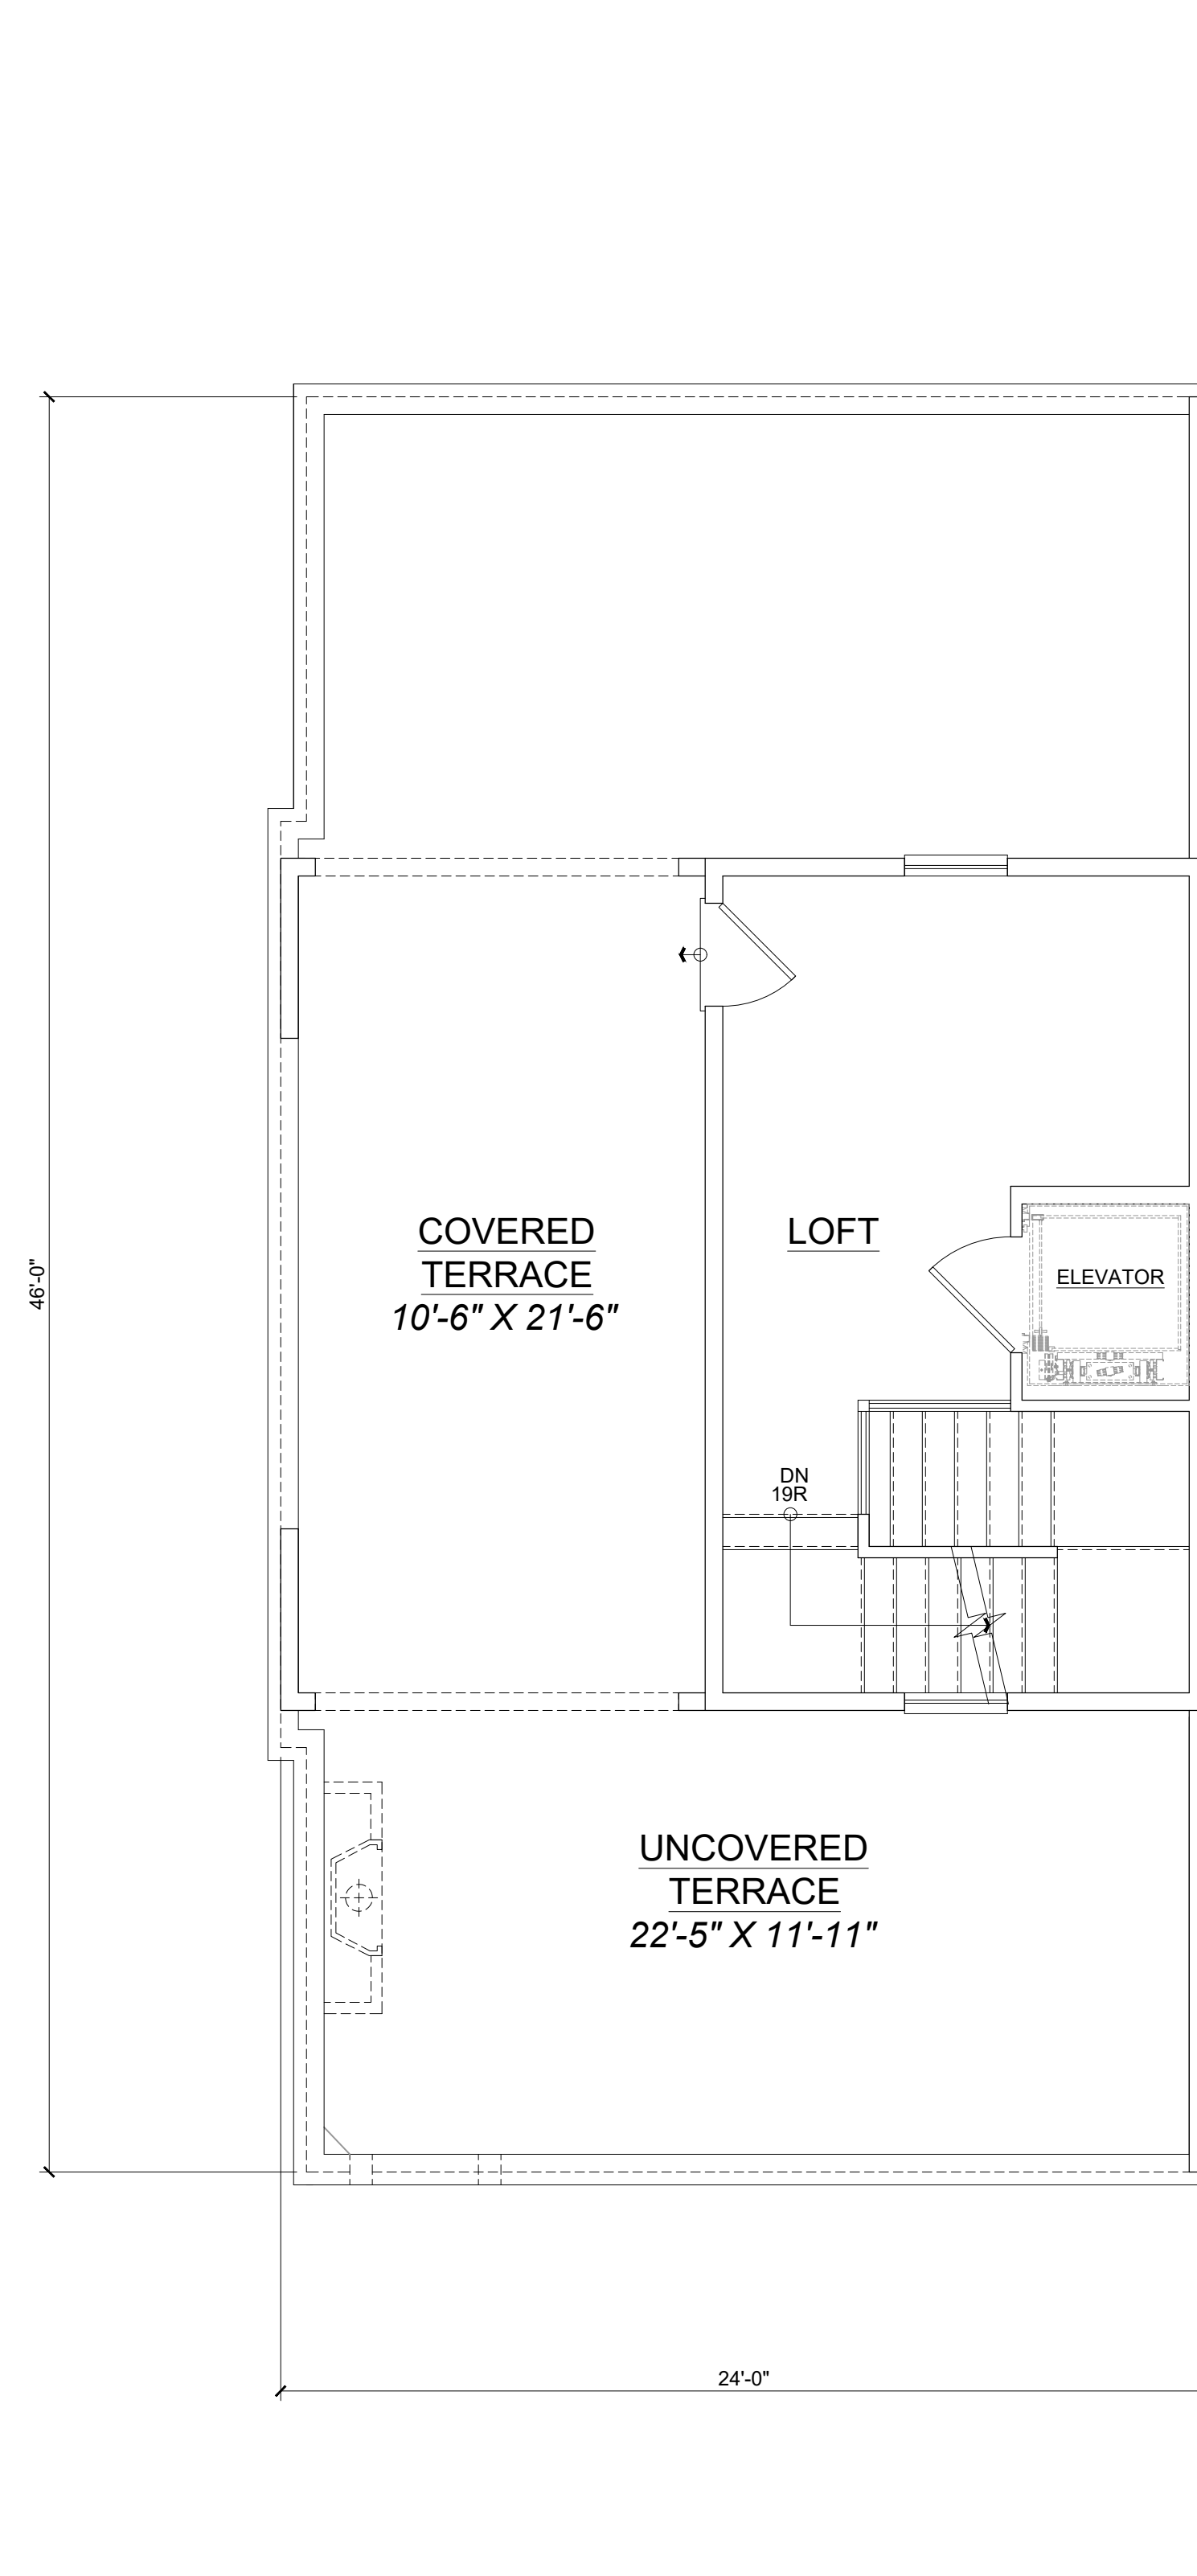 46'-0"
COVERED
TERRACE
10'-6" X 21'-6"
LOFT
ELEVATOR
DN
19R
UNCOVERED
TERRACE
22'-5" X 11'-11"
24'-0"